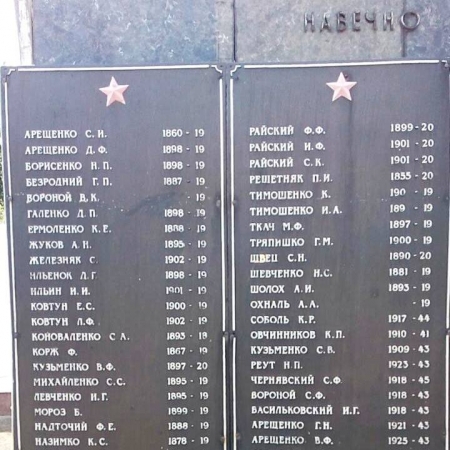 НАВЕЧНО
АРЕЩЕНКО С.Н. 1860-19
АРЕЩЕНКО Д.Ф. 1898-19
БОРИСЕНКО Н.П. 1898-19
БЕЗРОДНИЙ Г.П. 1887-19
ВОРОНОЙ Д.К. -19
ГАЛЕНКО Д.П. 1898-19
ЕРМОЛЕНКО К.Е. 1888-19
ЖУКОВ А.Н. 1895-19
ЖЕЛЕЗНЯК С. 1902-19
ИЛЬЕНОК Д.Г. 1898-19
ИЛЬИН И.И. 1901-19
КОВТУН Е.С. 1900-19
КОВТУН Л.Ф. 1902-19
КОНОВАЛЕНКО С.А. 1893-18
КОРЖ Ф. 1867-19
КУЗЬМЕНКО В.Ф. 1897-20
МИХАЙЛЕНКО С.С. 1895-19
ЛЕВЧЕНКО И.Г. 1895-19
МОРОЗ Б. 1899-19
НАДТОЧИЙ Ф.Е. 1888-19
НАЗИМКО К.С. 1878-19
РАЙСКИЙ Ф.Ф. 1899-20
РАЙСКИЙ И.Ф. 1901-20
РАЙСКИЙ С.К. 1901-20
РЕШЕТНЯК П.И. 1855-20
ТИМОШЕНКО К. 190 -19
ТИМОШЕНКО И.А. 189 -19
ТКАЧ М.Ф. 1897-19
ТРЯПИШКО Г.М. 1900-19
ШВЕЦ С.Н. 1890-20
ШЕВЧЕНКО Н.С. 1881-19
ШОЛОХ А.И. 1893-19
ОХНАЛЬ А.А. -19
СОБОЛЬ К.Р. 1917-44
ОВЧИННИКОВ К.П. 1910-41
КУЗЬМЕНКО С.В. 1909-43
РЕУТ Н.П. 1923-43
ЧЕРНЯВСКИЙ С.Ф. 1918-45
ВОРОНОЙ С.Ф. 1918-43
ВАСИЛЬКОВСКИЙ И.Г. 1918-43
АРЕЩЕНКО Г.Н. 1921-43
АРЕЩЕНКО В.Ф. 1925-43